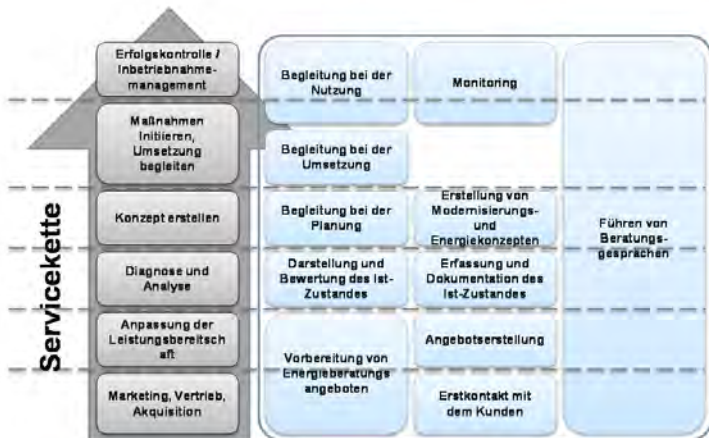 Servicekette
Erfolgskontrolle /
Inbetriebnahme-
management
Maßnahmen
Initiieren,
Umsetzung
begleiten
Konzept erstellen
Diagnose und
Analyse
Anpassung der
Leistungsbereitsch
aft
Marketing, Vertrieb,
Akquisition
Begleitung bei der
Nutzung
Begleitung bei der
Umsetzung
Begleitung bei der
Planung
Darstellung und
Bewertung des Ist-
Zustandes
Vorbereitung von
Energieberatungs
angeboten
Monitoring
Erstellung von
Modernisierungs-
und
Energiekonzepten
Erfassung und
Dokumentation des
Ist-Zustandes
Angebotserstellung
Erstkontakt mit
dem Kunden
Führen von
Beratungs-
gesprächen